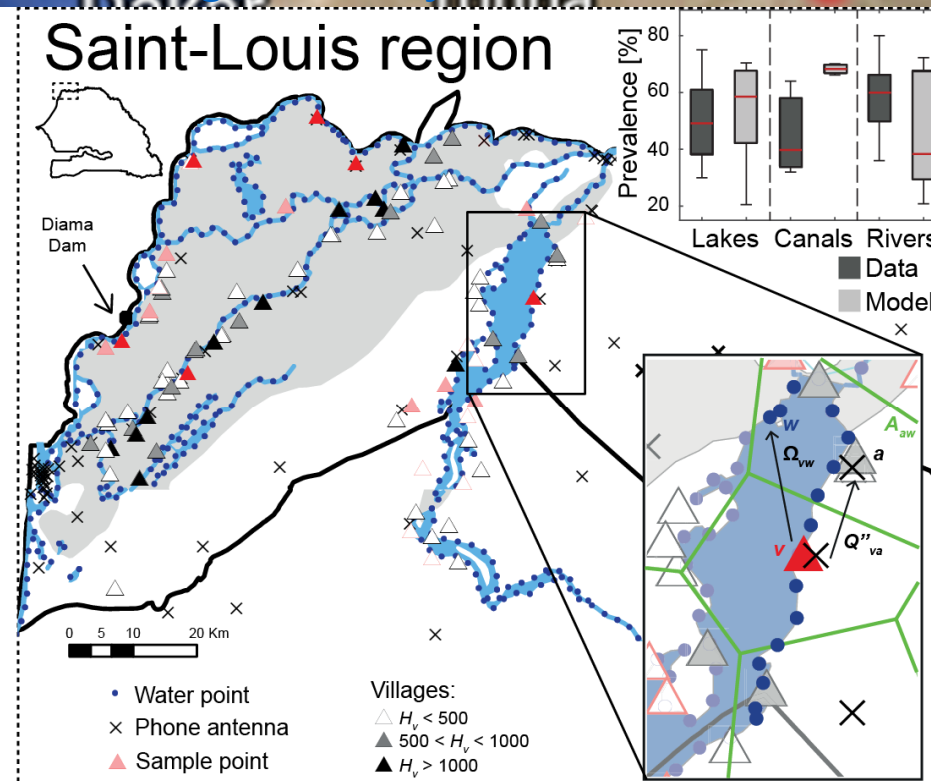 Saint-Louis region
Prevalence [%]
80
60
40
20
Lakes Canals Rivers
Data
Model
Diama
Dam
0 5 10 20 Km
Water point
Phone antenna
Sample point
Villages:
Hv < 500
500 < Hv < 1000
Hv > 1000
w
Aaw
Ωvw
a
v
Q"va